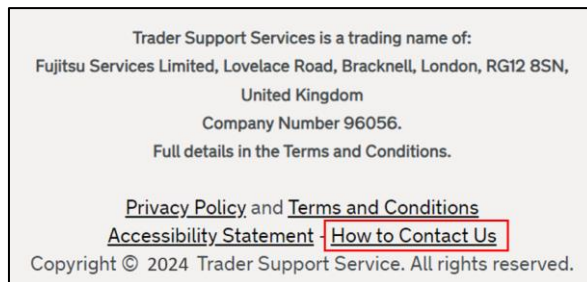 Trader Support Services is a trading name of:
Fujitsu Services Limited, Lovelace Road, Bracknell, London, RG12 8SN,
United Kingdom
Company Number 96056.
Full details in the Terms and Conditions.
Privacy Policy and Terms and Conditions
Accessibility Statement - How to Contact Us
Copyright © 2024 Trader Support Service. All rights reserved.